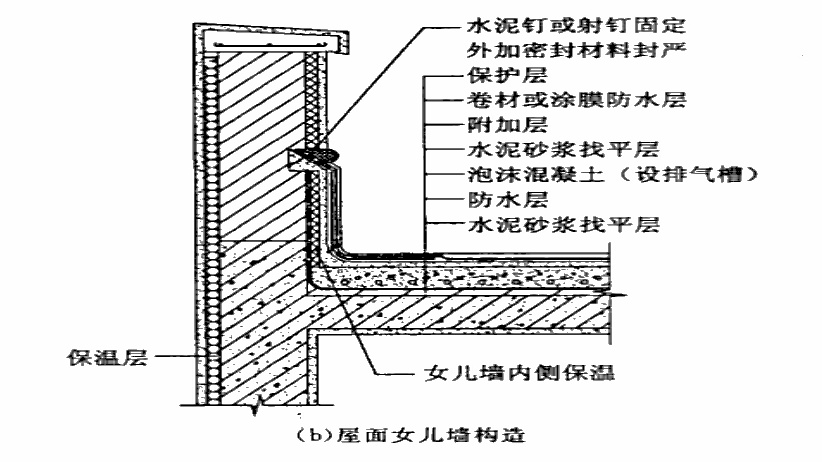 水泥钉或射钉固定
外加密封材料封严
保护层
卷材或涂膜防水层
附加层
水泥砂浆找平层
泡沫混凝土（设排气槽）
防水层
水泥砂浆找平层
保温层
女儿墙内侧保温
(b)屋面女儿墙构造